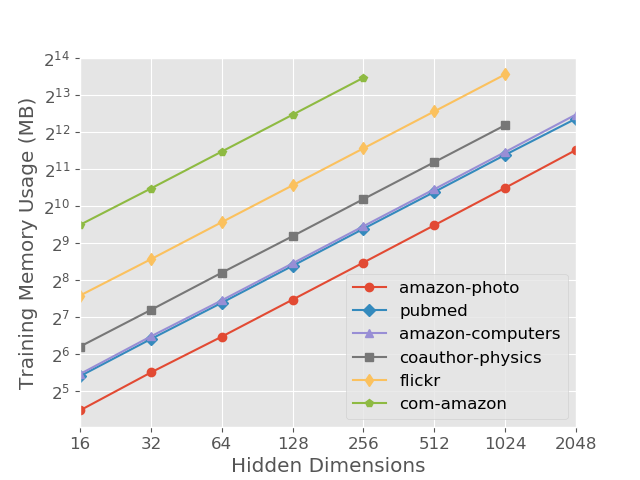 Training Memory Usage (MB)
2^14
2^13
2^12
2^11
2^10
2^9
2^8
2^7
2^6
2^5
amazon-photo
pubmed
amazon-computers
coauthor-physics
flickr
com-amazon
16 32 64 128 256 512 1024 2048
Hidden Dimensions